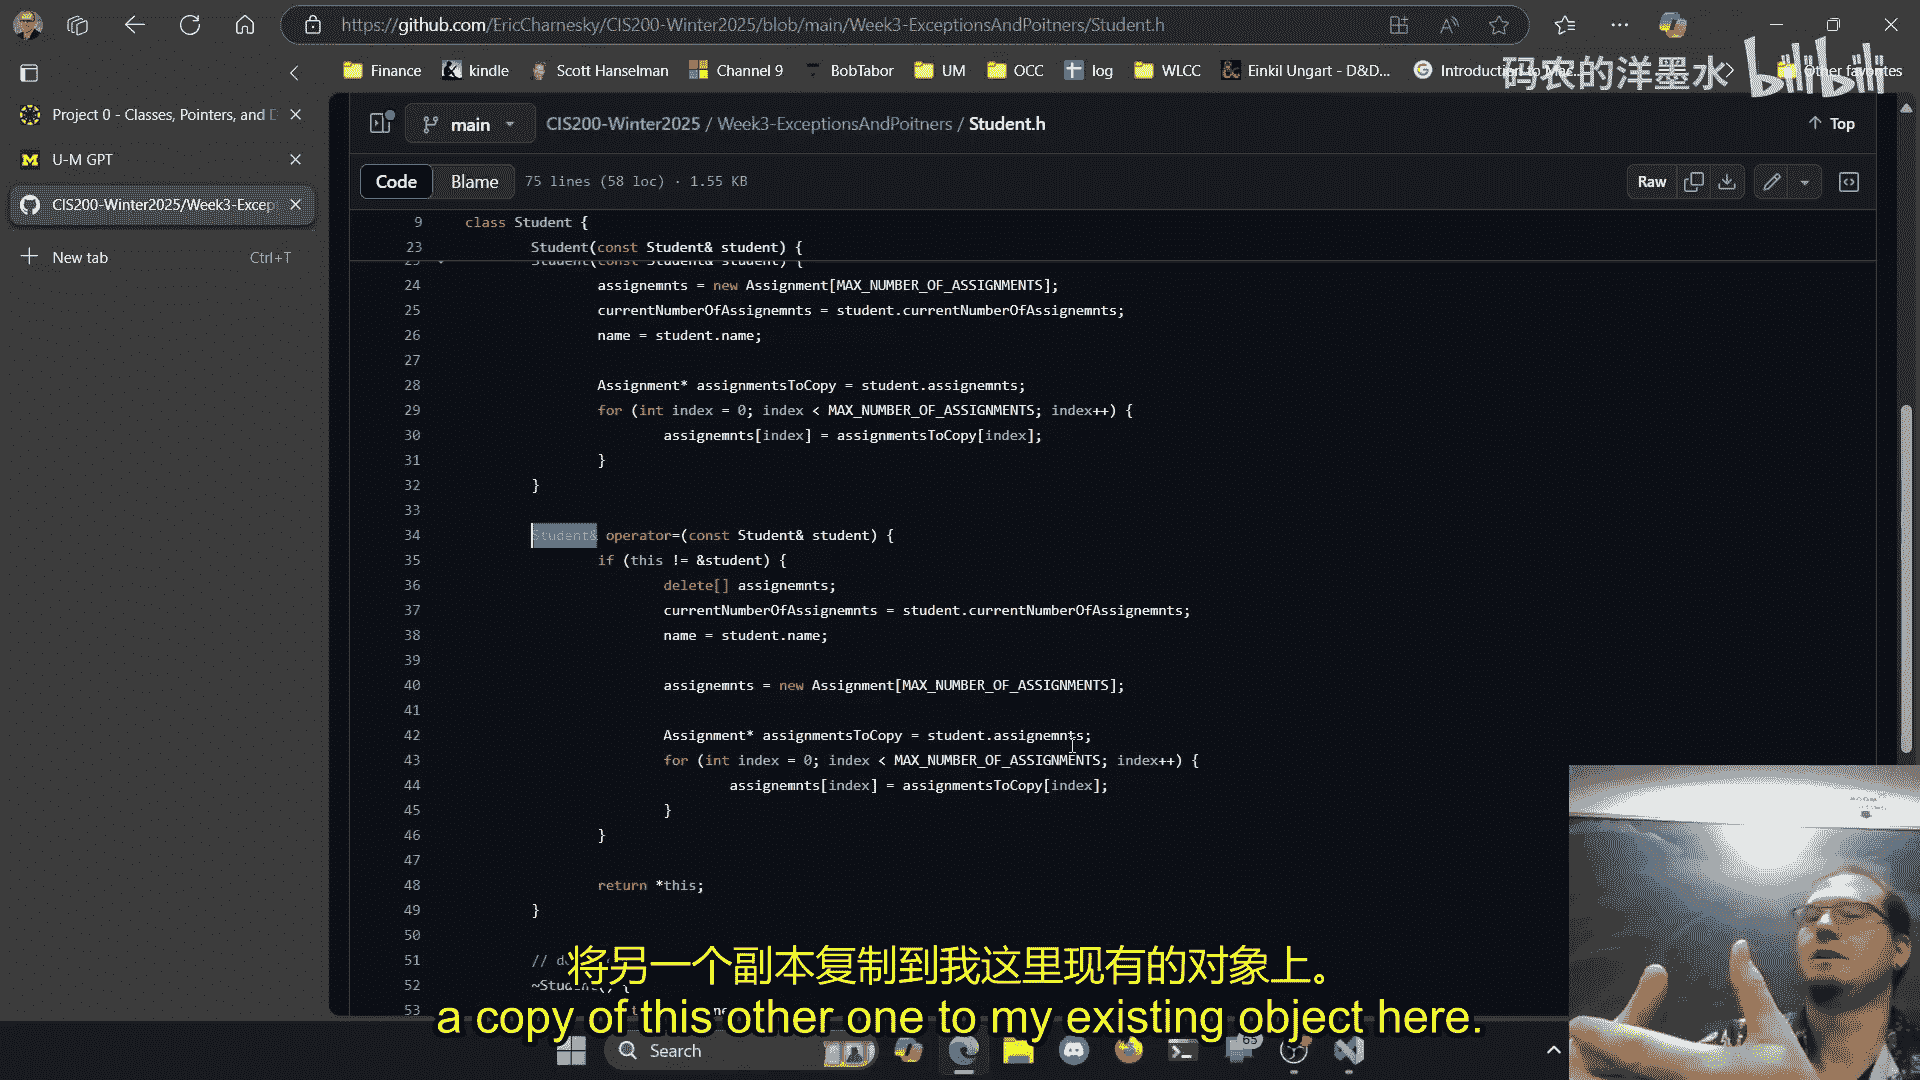 https://github.com/EricCharnesky/CIS200-Winter2025/blob/main/Week3-ExceptionsAndPoitners/Student.h
Finance
kindle
Scott Hanselman
Channel 9
BobTabor
UM
OCC
log
WLCC
Einkil Ungart - D&D...
Other favorites
码农的洋墨水
bilibili
Project 0 - Classes, Pointers, and
U-M GPT
CIS200-Winter2025/Week3-Excep
New tab
Ctrl+T
main
CIS200-Winter2025 / Week3-ExceptionsAndPoitners / Student.h
Top
Code
Blame
75 lines (58 loc) · 1.55 KB
Raw
9 class Student {
23 Student(const Student& student) {
24 assignemnts = new Assignment[MAX_NUMBER_OF_ASSIGNMENTS];
25 currentNumberOfAssignemnts = student.currentNumberOfAssignemnts;
26 name = student.name;
27
28 Assignment* assignmentsToCopy = student.assignemnts;
29 for (int index = 0; index < MAX_NUMBER_OF_ASSIGNMENTS; index++) {
30 assignemnts[index] = assignmentsToCopy[index];
31 }
32 }
33
34 Student& operator=(const Student& student) {
35 if (this != &student) {
36 delete[] assignemnts;
37 currentNumberOfAssignemnts = student.currentNumberOfAssignemnts;
38 name = student.name;
39
40 assignemnts = new Assignment[MAX_NUMBER_OF_ASSIGNMENTS];
41
42 Assignment* assignmentsToCopy = student.assignemnts;
43 for (int index = 0; index < MAX_NUMBER_OF_ASSIGNMENTS; index++) {
44 assignemnts[index] = assignmentsToCopy[index];
45 }
46 }
47
48 return *this;
49 }
50
51 //
52 ~Student() {
53
将另一个副本复制到我这里现有的对象上。
a copy of this other one to my existing object here.
Search
65